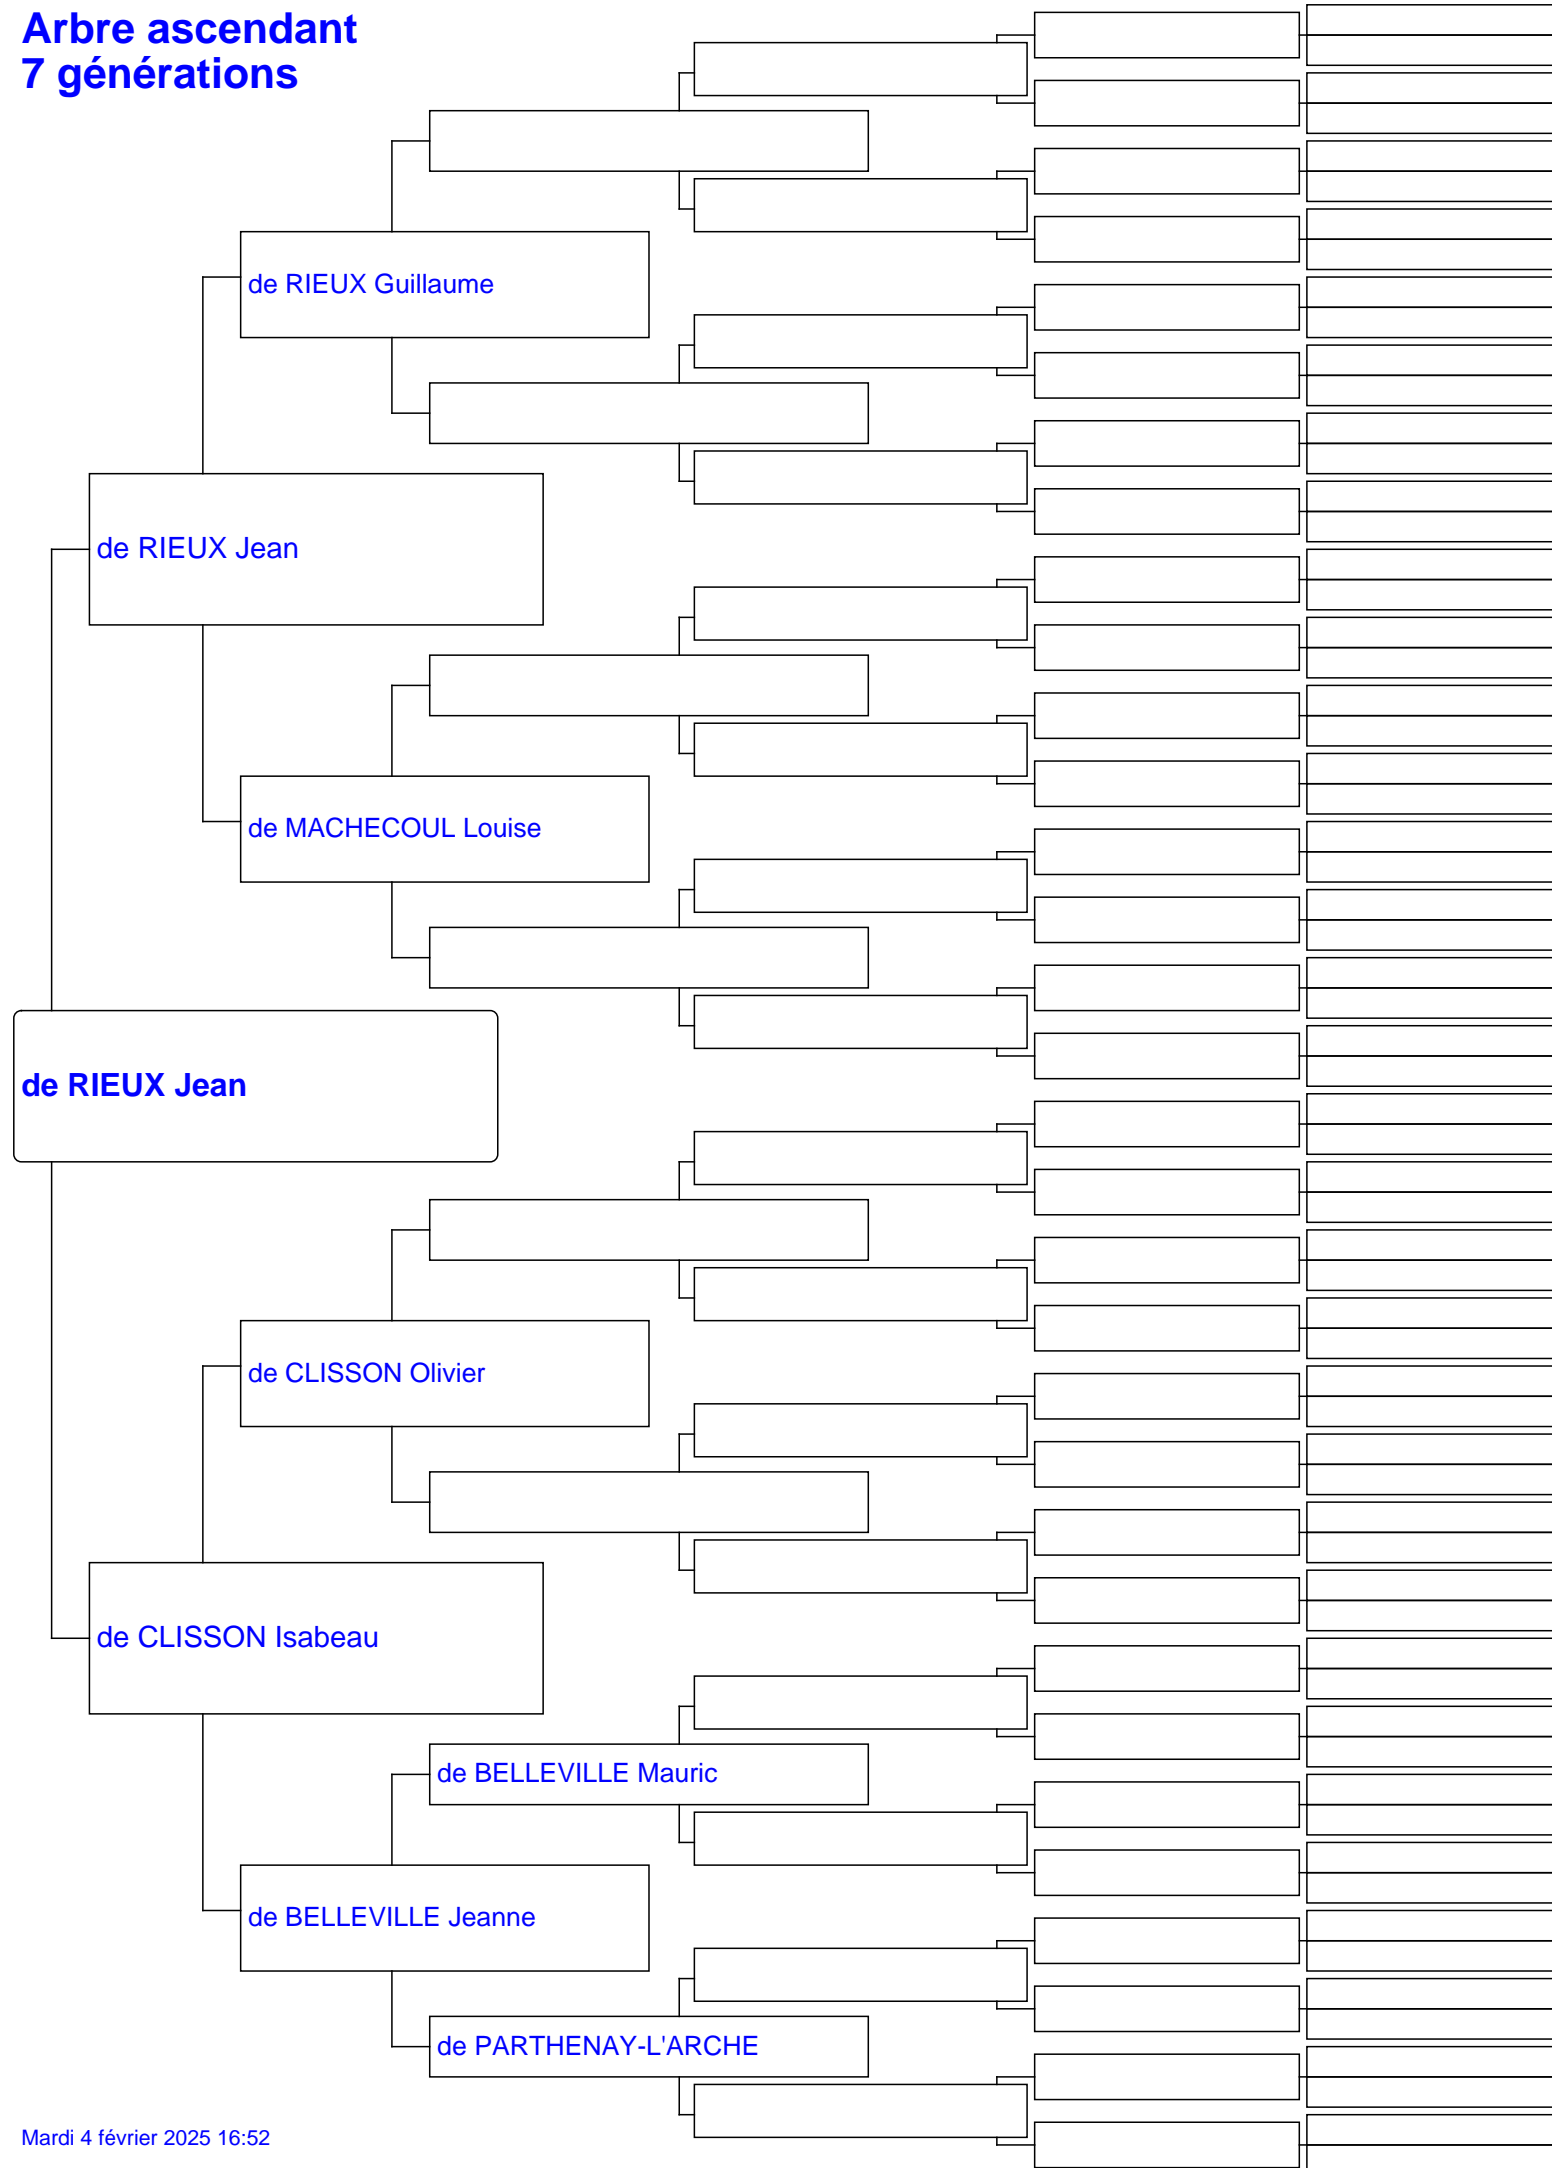 Arbre ascendant
7 générations
de RIEUX Guillaume
de RIEUX Jean
de MACHECOUL Louise
de RIEUX Jean
de CLISSON Olivier
de CLISSON Isabeau
de BELLEVILLE Mauric
de BELLEVILLE Jeanne
de PARTHENAY-L'ARCHE
Mardi 4 février 2025 16:52